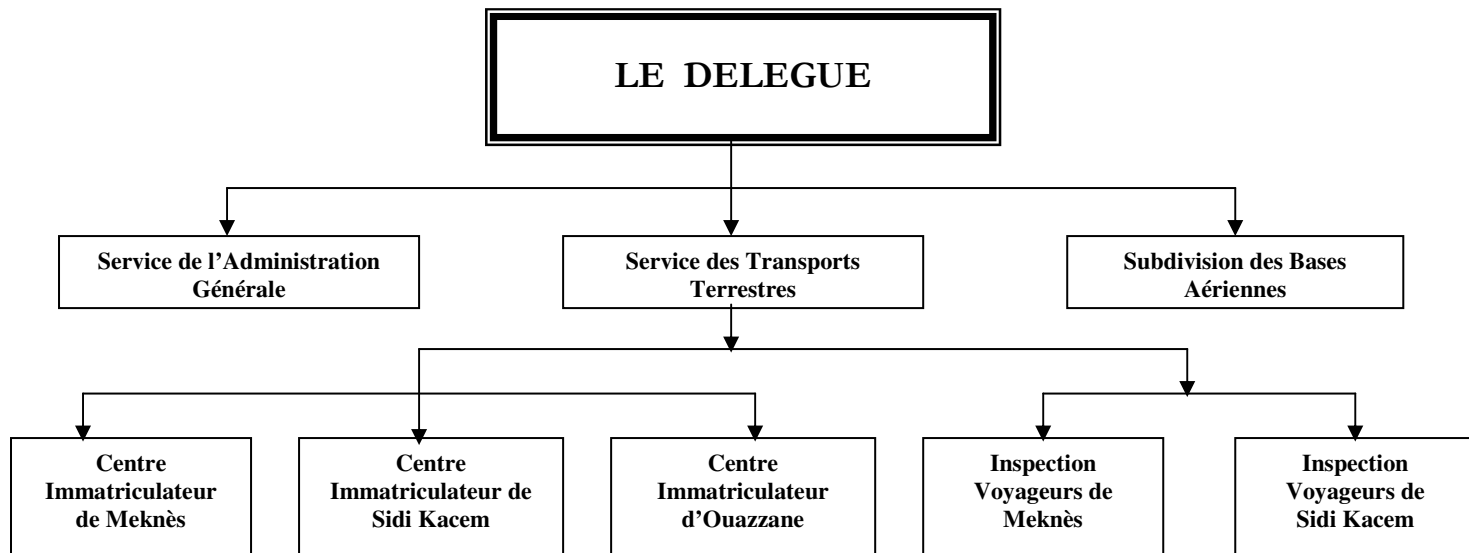 LE DELEGUE
Service de l’Administration
Générale
Service des Transports
Terrestres
Subdivision des Bases
Aériennes
Centre
Immatriculateur
de Meknès
Centre
Immatriculateur de
Sidi Kacem
Centre
Immatriculateur
d’Ouazzane
Inspection
Voyageurs de
Meknès
Inspection
Voyageurs de
Sidi Kacem